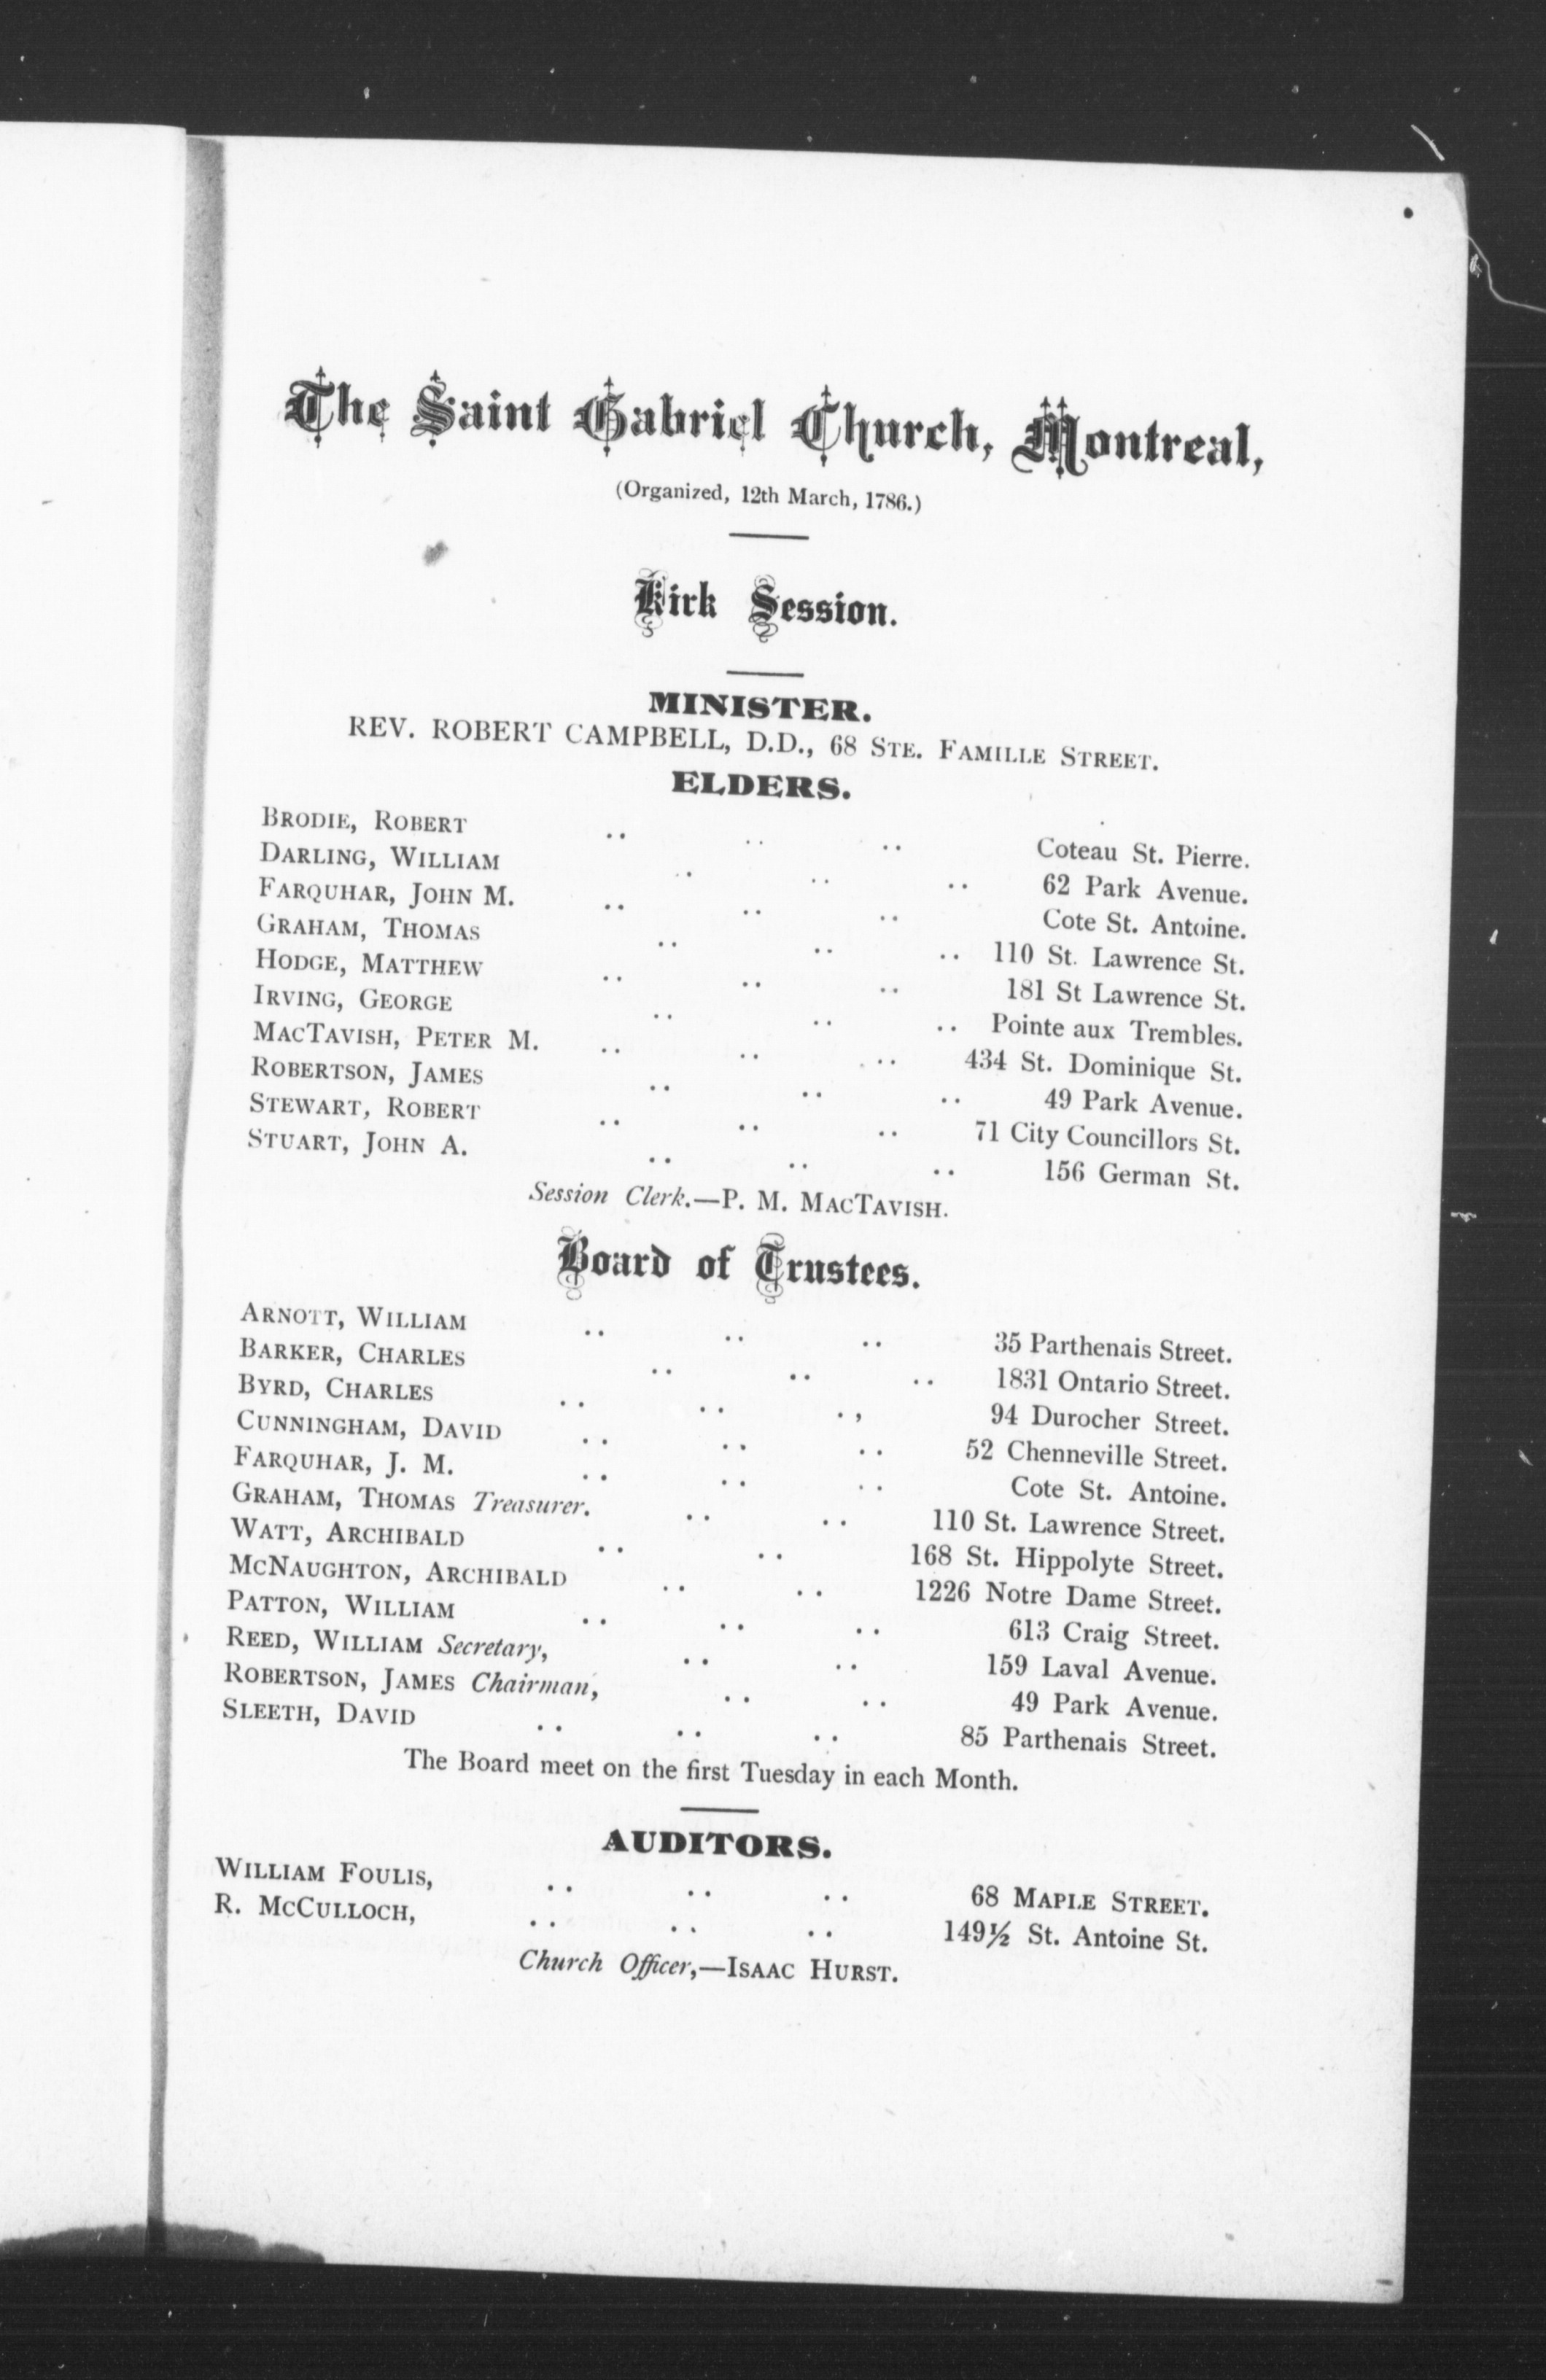 The Saint Gabriel Church, Montreal,
(Organized, 12th March, 1786.)
Kirk Session.
MINISTER.
REV. ROBERT CAMPBELL, D.D., 68 STE. FAMILLE STREET.
ELDERS.
BRODIE, ROBERT .. .. .. Coteau St. Pierre.
DARLING, WILLIAM .. .. .. 62 Park Avenue.
FARQUHAR, JOHN M. .. .. .. Cote St. Antoine.
GRAHAM, THOMAS .. .. .. 110 St. Lawrence St.
HODGE, MATTHEW .. .. .. 181 St Lawrence St.
IRVING, GEORGE .. .. .. Pointe aux Trembles.
MACTAVISH, PETER M. .. .. .. 434 St. Dominique St.
ROBERTSON, JAMES .. .. .. 49 Park Avenue.
STEWART, ROBERT .. .. .. 71 City Councillors St.
STUART, JOHN A. .. .. .. 156 German St.
Session Clerk.—P. M. MACTAVISH.
Board of Trustees.
ARNOTT, WILLIAM .. .. .. 35 Parthenais Street.
BARKER, CHARLES .. .. .. 1831 Ontario Street.
BYRD, CHARLES .. .. ., 94 Durocher Street.
CUNNINGHAM, DAVID .. .. .. 52 Chenneville Street.
FARQUHAR, J. M. .. .. .. Cote St. Antoine.
GRAHAM, THOMAS Treasurer. .. .. 110 St. Lawrence Street.
WATT, ARCHIBALD .. .. 168 St. Hippolyte Street.
MCNAUGHTON, ARCHIBALD .. .. 1226 Notre Dame Street.
PATTON, WILLIAM .. .. .. 613 Craig Street.
REED, WILLIAM Secretary, .. .. 159 Laval Avenue.
ROBERTSON, JAMES Chairman, .. .. 49 Park Avenue.
SLEETH, DAVID .. .. .. 85 Parthenais Street.
The Board meet on the first Tuesday in each Month.
AUDITORS.
WILLIAM FOULIS, .. .. .. 68 MAPLE STREET.
R. MCCULLOCH, .. .. .. 149½ St. Antoine St.
Church Officer,—ISAAC HURST.